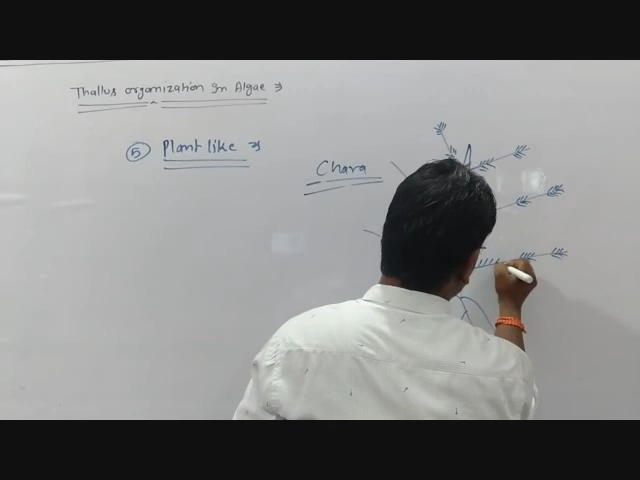 Thallus organization In Algae ⇒
⑤ Plant like ⇒
Chara